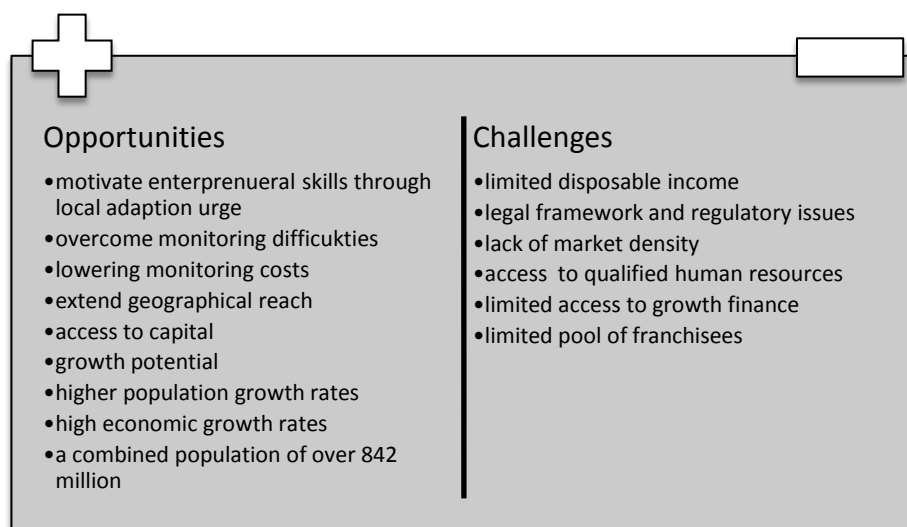 Opportunities
•motivate enterprenueral skills through
local adaption urge
•overcome monitoring difficukties
•lowering monitoring costs
•extend geographical reach
•access to capital
•growth potential
•higher population growth rates
•high economic growth rates
•a combined population of over 842
million
Challenges
•limited disposable income
•legal framework and regulatory issues
•lack of market density
•access to qualified human resources
•limited access to growth finance
•limited pool of franchisees